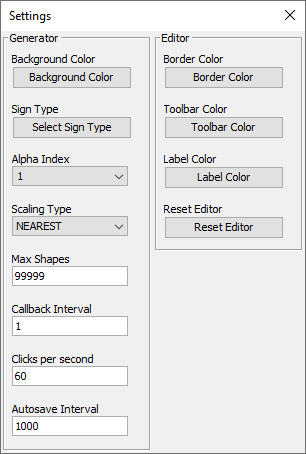 Settings
Generator
Background Color
Background Color
Sign Type
Select Sign Type
Alpha Index
1
Scaling Type
NEAREST
Max Shapes
99999
Callback Interval
1
Clicks per second
60
Autosave Interval
1000
Editor
Border Color
Border Color
Toolbar Color
Toolbar Color
Label Color
Label Color
Reset Editor
Reset Editor